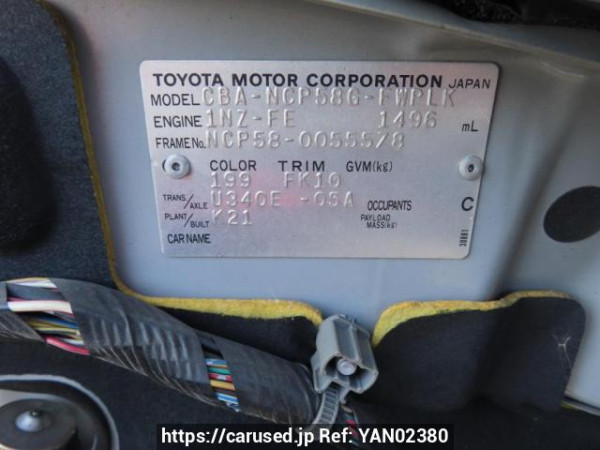 TOYOTA MOTOR CORPORATION JAPAN
MODEL CBA-NCP58G-FWPLK
ENGINE 1NZ-FE 1496 mL
FRAME No. NCP58-0055578
COLOR TRIM GVM(kg)
199 FK10
TRANS/AXLE U340E -03A OCCUPANTS C
PLANT/BUILT K21 PAYLOAD MASS(kg)
CAR NAME
https://carused.jp Ref: YAN02380